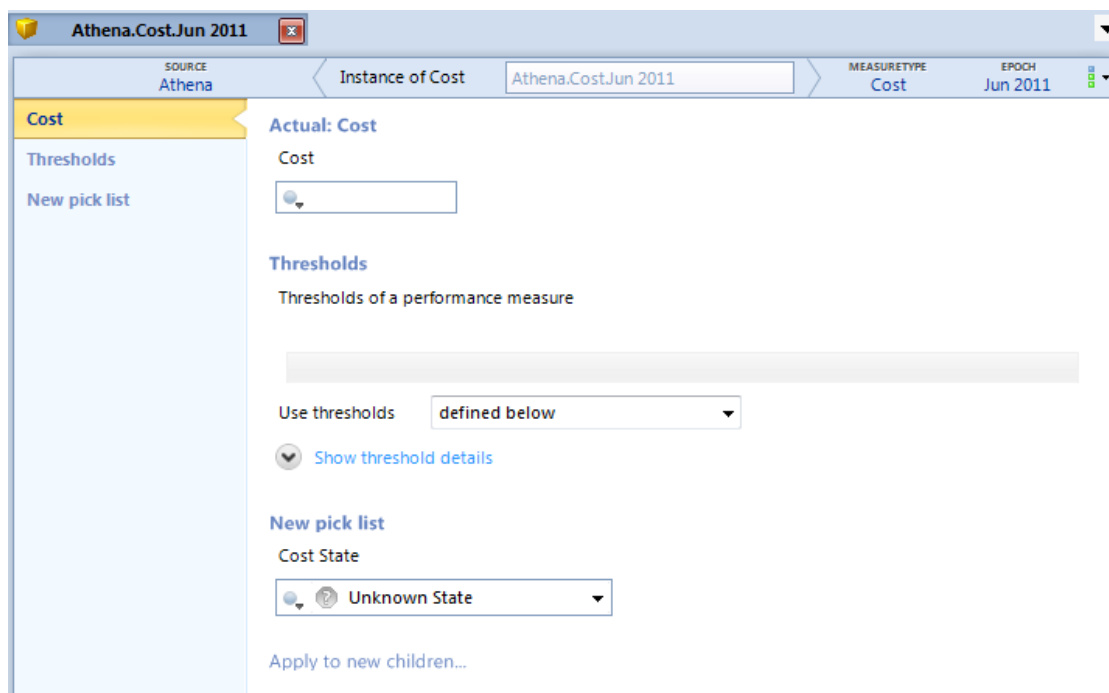 Athena.Cost.Jun 2011
SOURCE
Athena
Instance of Cost
Athena.Cost.Jun 2011
MEASURETYPE
Cost
EPOCH
Jun 2011
Cost
Thresholds
New pick list
Actual: Cost
Cost
Thresholds
Thresholds of a performance measure
Use thresholds defined below
Show threshold details
New pick list
Cost State
? Unknown State
Apply to new children...